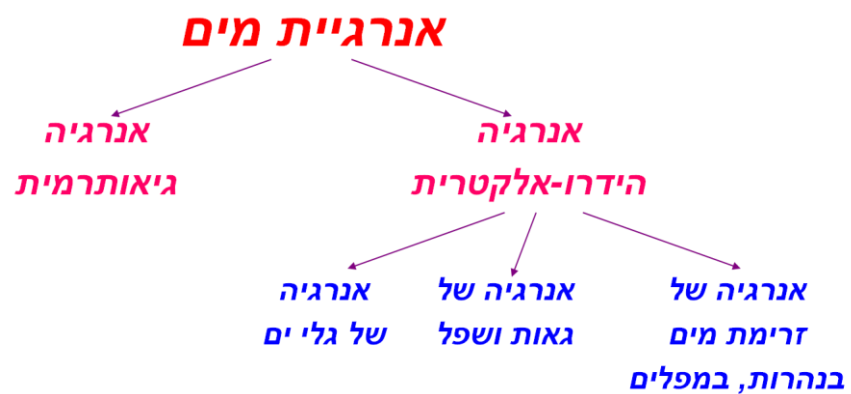 אנרגיית מים
אנרגיה
הידרו-אלקטרית
אנרגיה
גיאותרמית
אנרגיה של
זרימת מים
בנהרות, במפלים
אנרגיה של
גאות ושפל
אנרגיה
של גלי ים